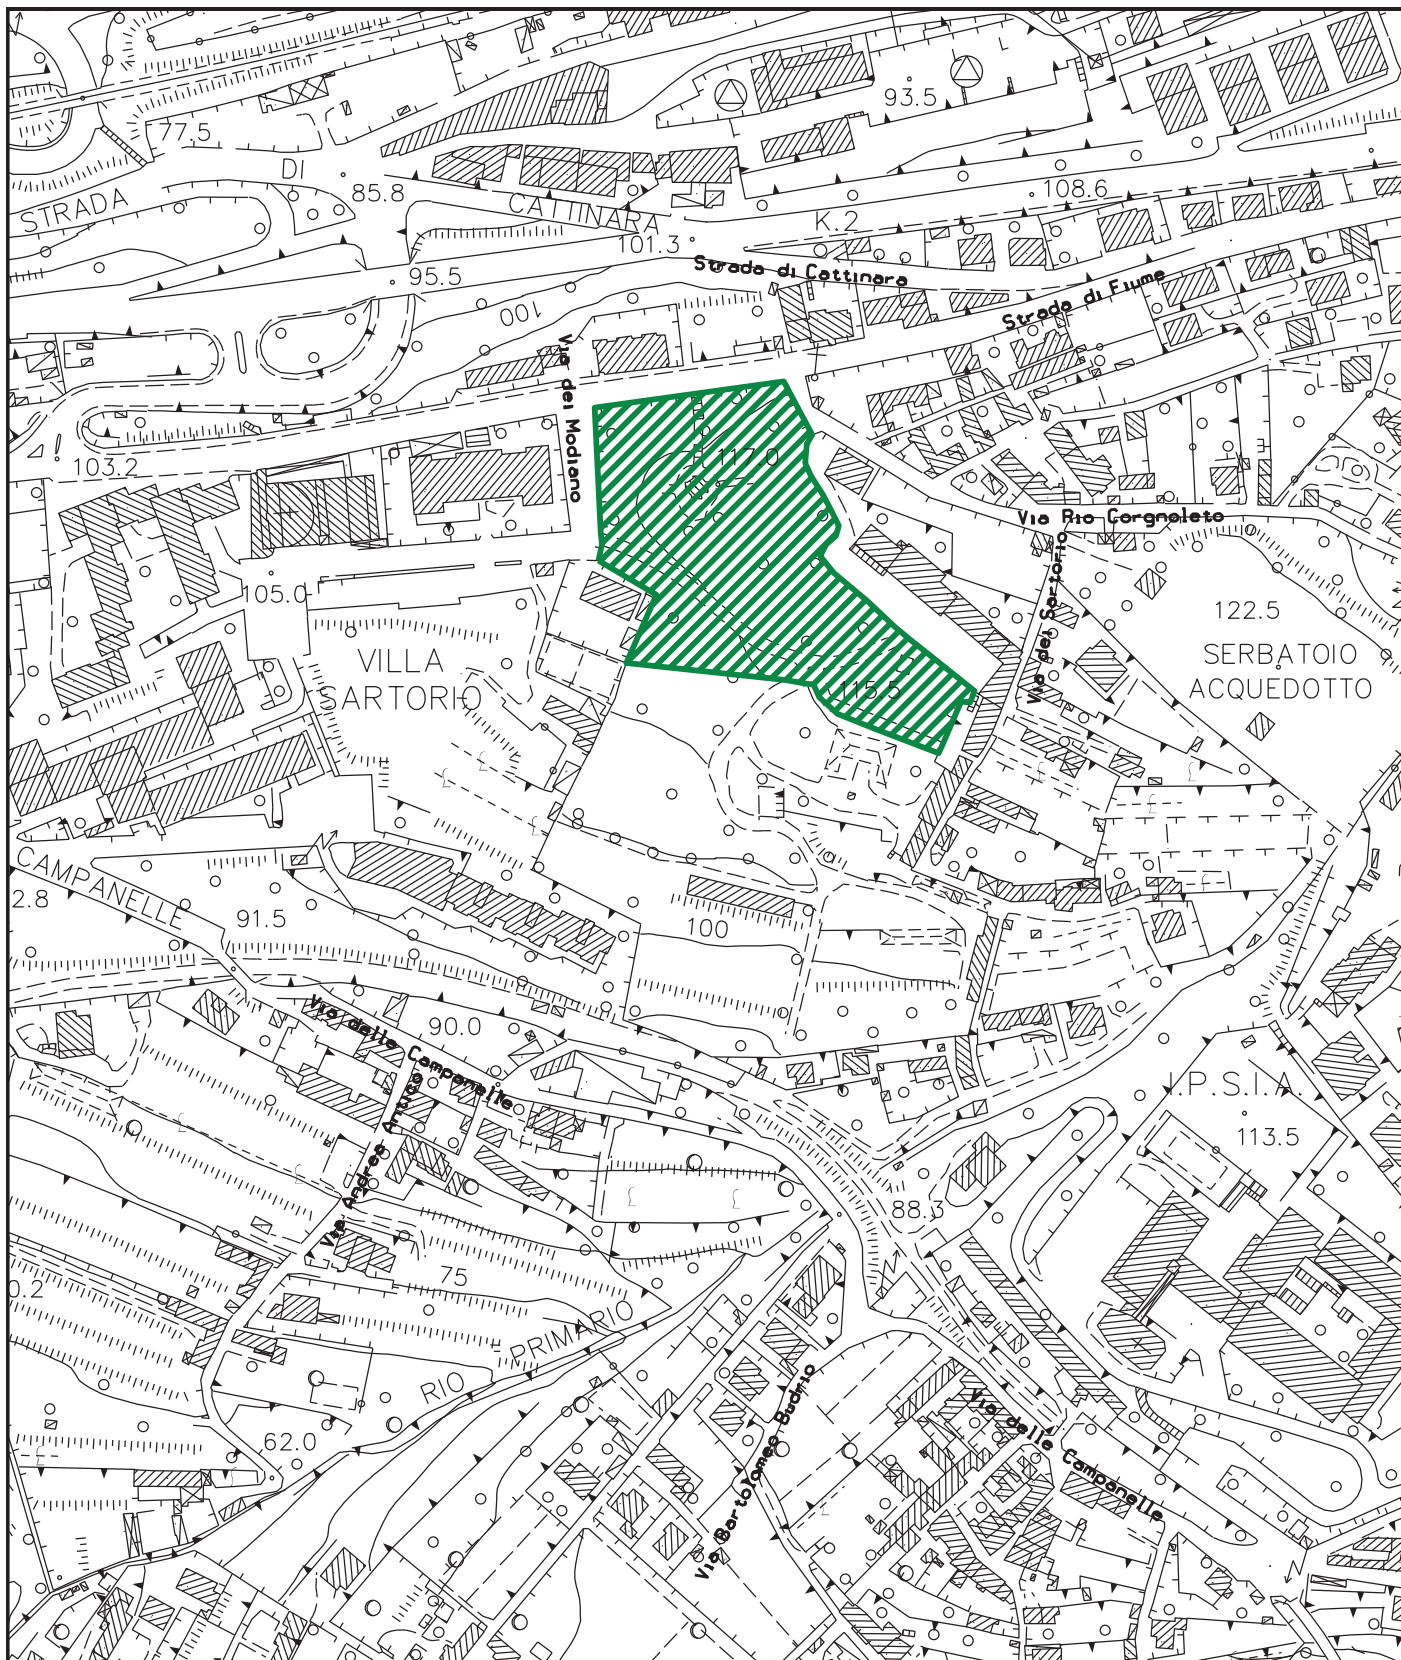 77.5
93.5
STRADA
DI
85.8
CATTINARA
K.2
108.6
101.3
95.5
Strada di Cattinara
Strada di Fiume
100
Via dei Modiano
103.2
117.0
Via Rio Corgnoleto
105.0
Via del Sartorio
122.5
SERBATOIO
ACQUEDOTTO
VILLA
SARTORIO
115.5
CAMPANELLE
2.8
91.5
100
Via delle Campanelle
90.0
Via Andrea Antico
I.P.S.I.A.
113.5
88.3
75
0.2
RIO
PRIMARIO
62.0
Via Bartolomeo Budrio
Via delle Campanelle